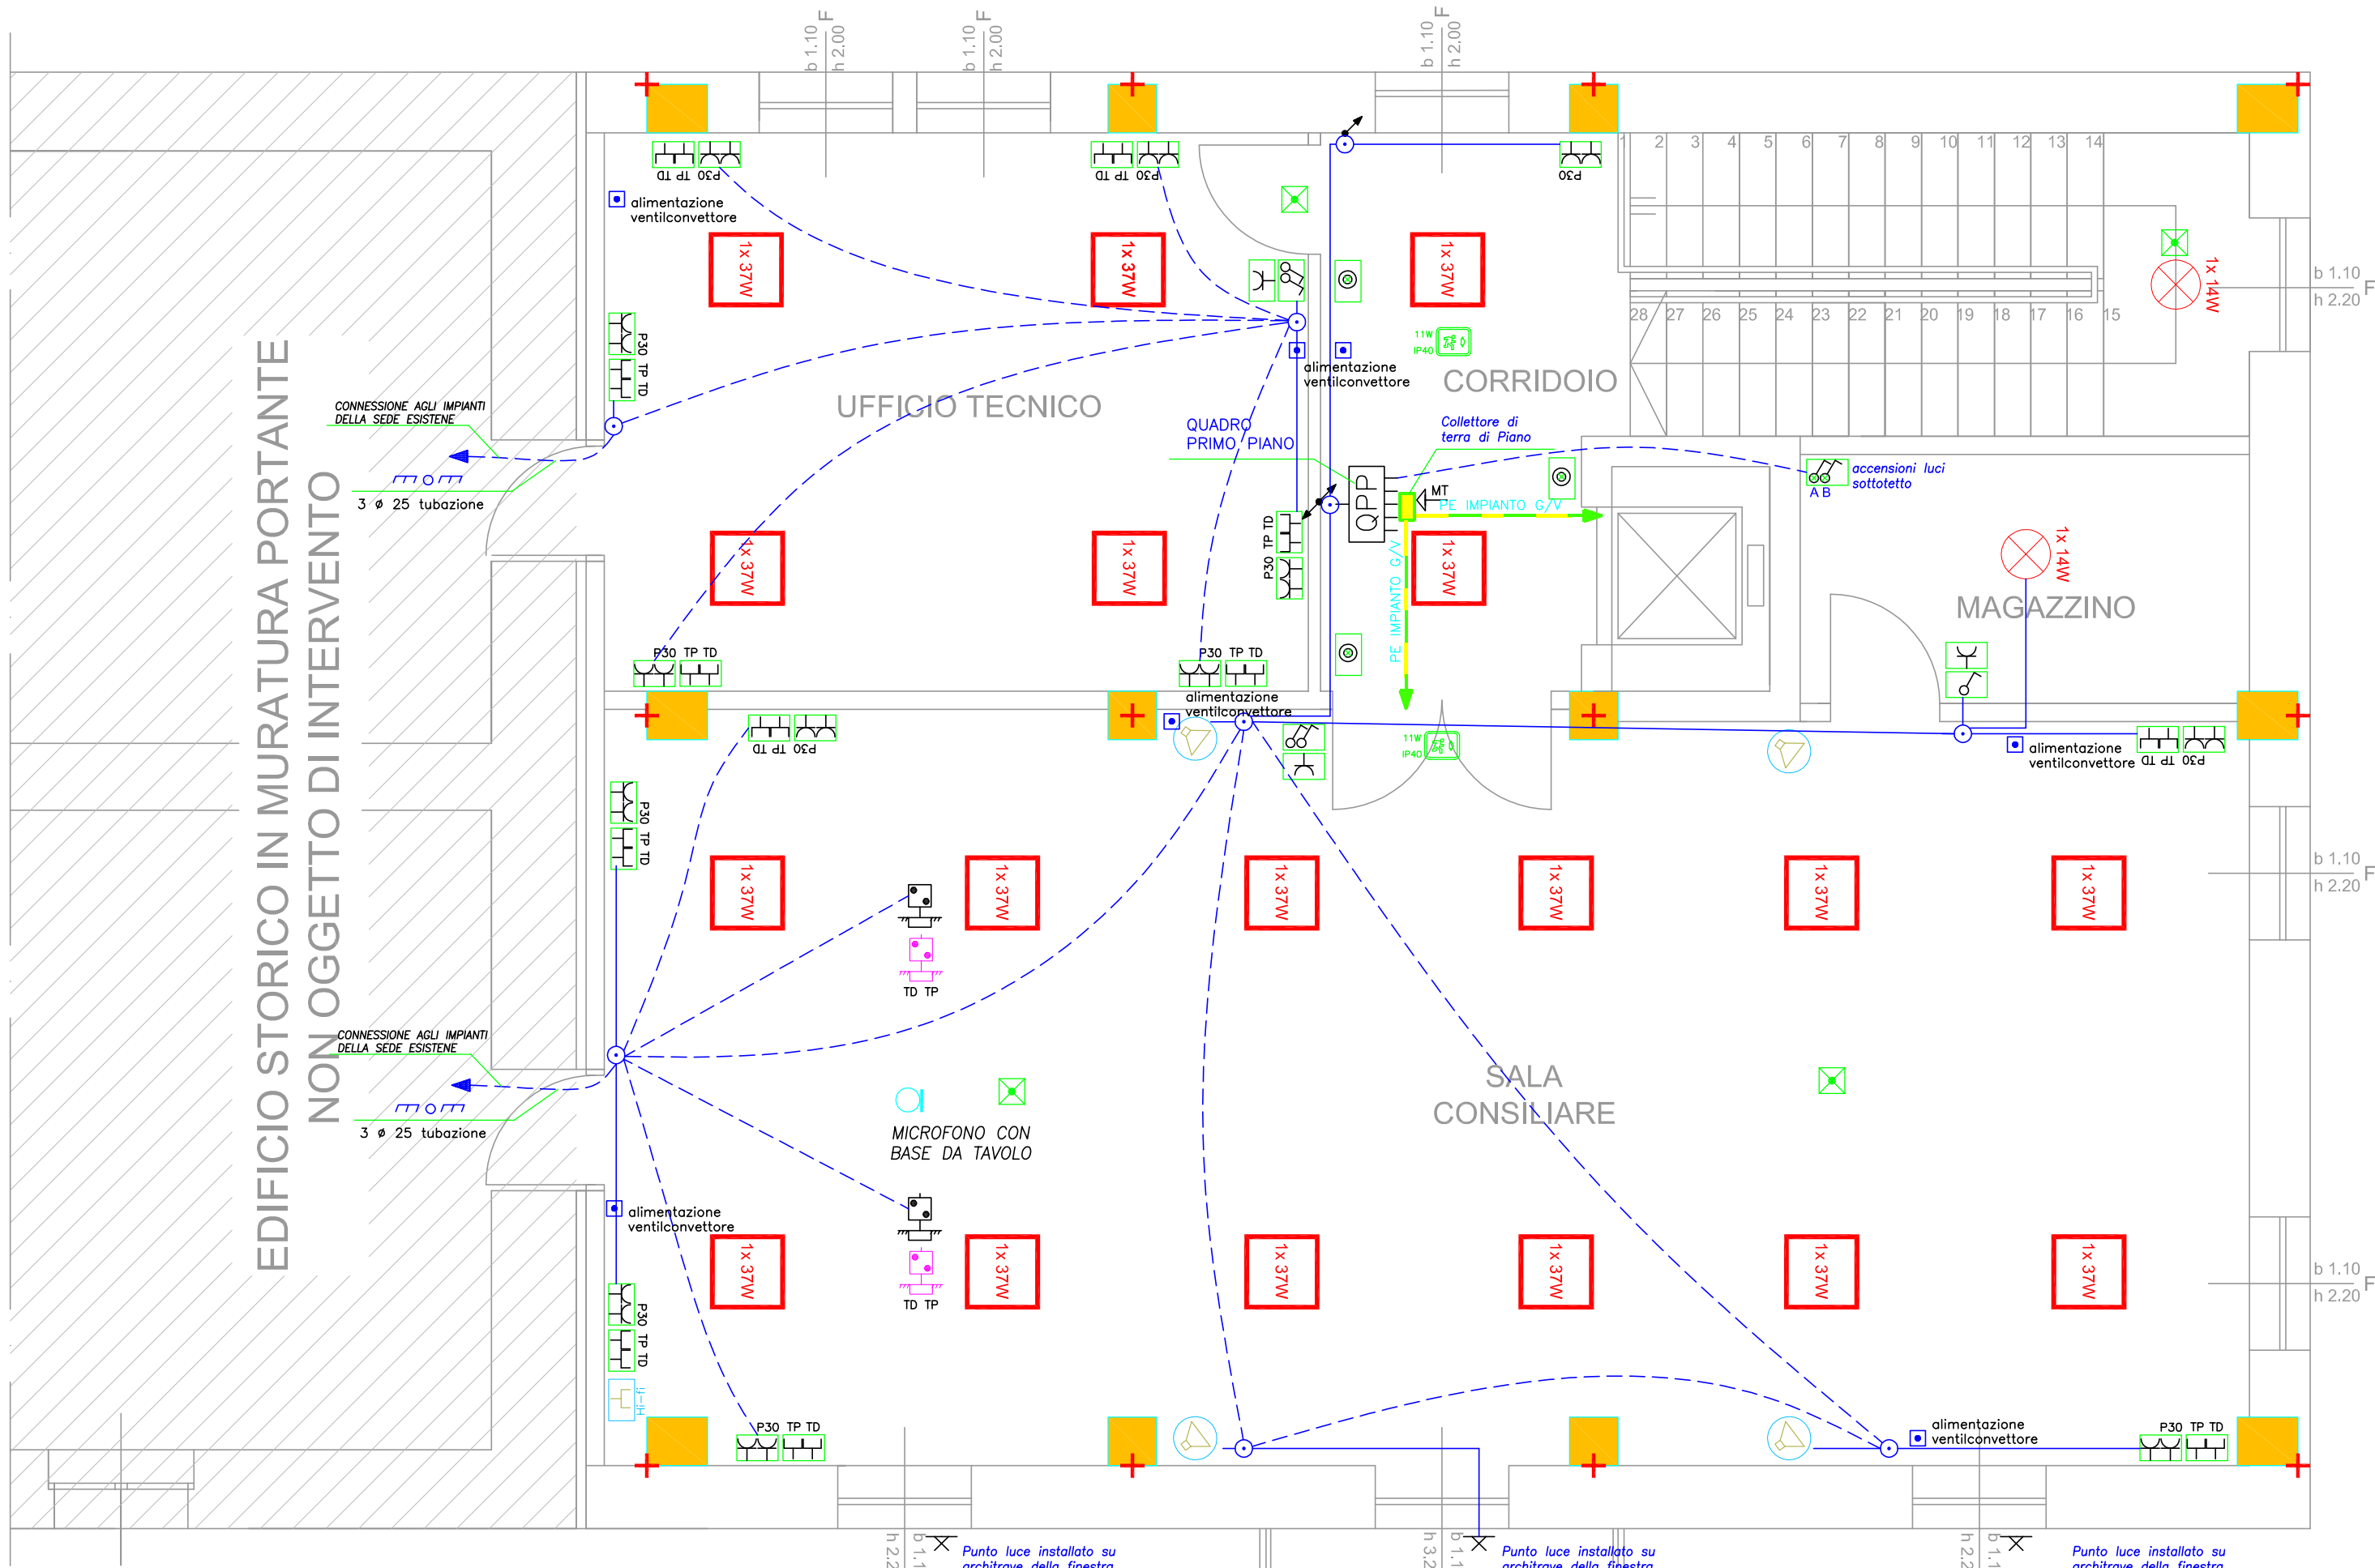 b 1.10
h 2.00
F
b 1.10
h 2.00
F
b 1.10
h 2.00
F
TP TD
P30
TP TD
P30
P30
alimentazione
ventilconvettore
1x 37W
1x 37W
1x 37W
1 2 3 4 5 6 7 8 9 10 11 12 13 14
28 27 26 25 24 23 22 21 20 19 18 17 16 15
1x 14W
b 1.10
h 2.20
F
P30 TP TD
11W
IP40
alimentazione
ventilconvettore
CORRIDOIO
UFFICIO TECNICO
CONNESSIONE AGLI IMPIANTI
DELLA SEDE ESISTENE
3 ø 25 tubazione
QUADRO
PRIMO PIANO
Collettore di
terra di Piano
QPP
MT
PE IMPIANTO G/V
PE IMPIANTO G/V
accensioni luci
sottotetto
A B
P30 TP TD
1x 37W
1x 37W
1x 37W
1x 14W
MAGAZZINO
EDIFICIO STORICO IN MURATURA PORTANTE
NON OGGETTO DI INTERVENTO
P30 TP TD
P30 TP TD
alimentazione
ventilconvettore
TP TD
P30
11W
IP40
alimentazione
ventilconvettore
TP TD
P30
P30 TP TD
1x 37W
1x 37W
1x 37W
1x 37W
1x 37W
1x 37W
b 1.10
h 2.20
F
TD TP
CONNESSIONE AGLI IMPIANTI
DELLA SEDE ESISTENE
3 ø 25 tubazione
MICROFONO CON
BASE DA TAVOLO
SALA
CONSILIARE
alimentazione
ventilconvettore
1x 37W
1x 37W
1x 37W
1x 37W
1x 37W
1x 37W
b 1.10
h 2.20
F
TD TP
P30 TP TD
Hi-fi
P30 TP TD
alimentazione
ventilconvettore
P30 TP TD
Punto luce installato su
architrave della finestra
Punto luce installato su
architrave della finestra
Punto luce installato su
architrave della finestra